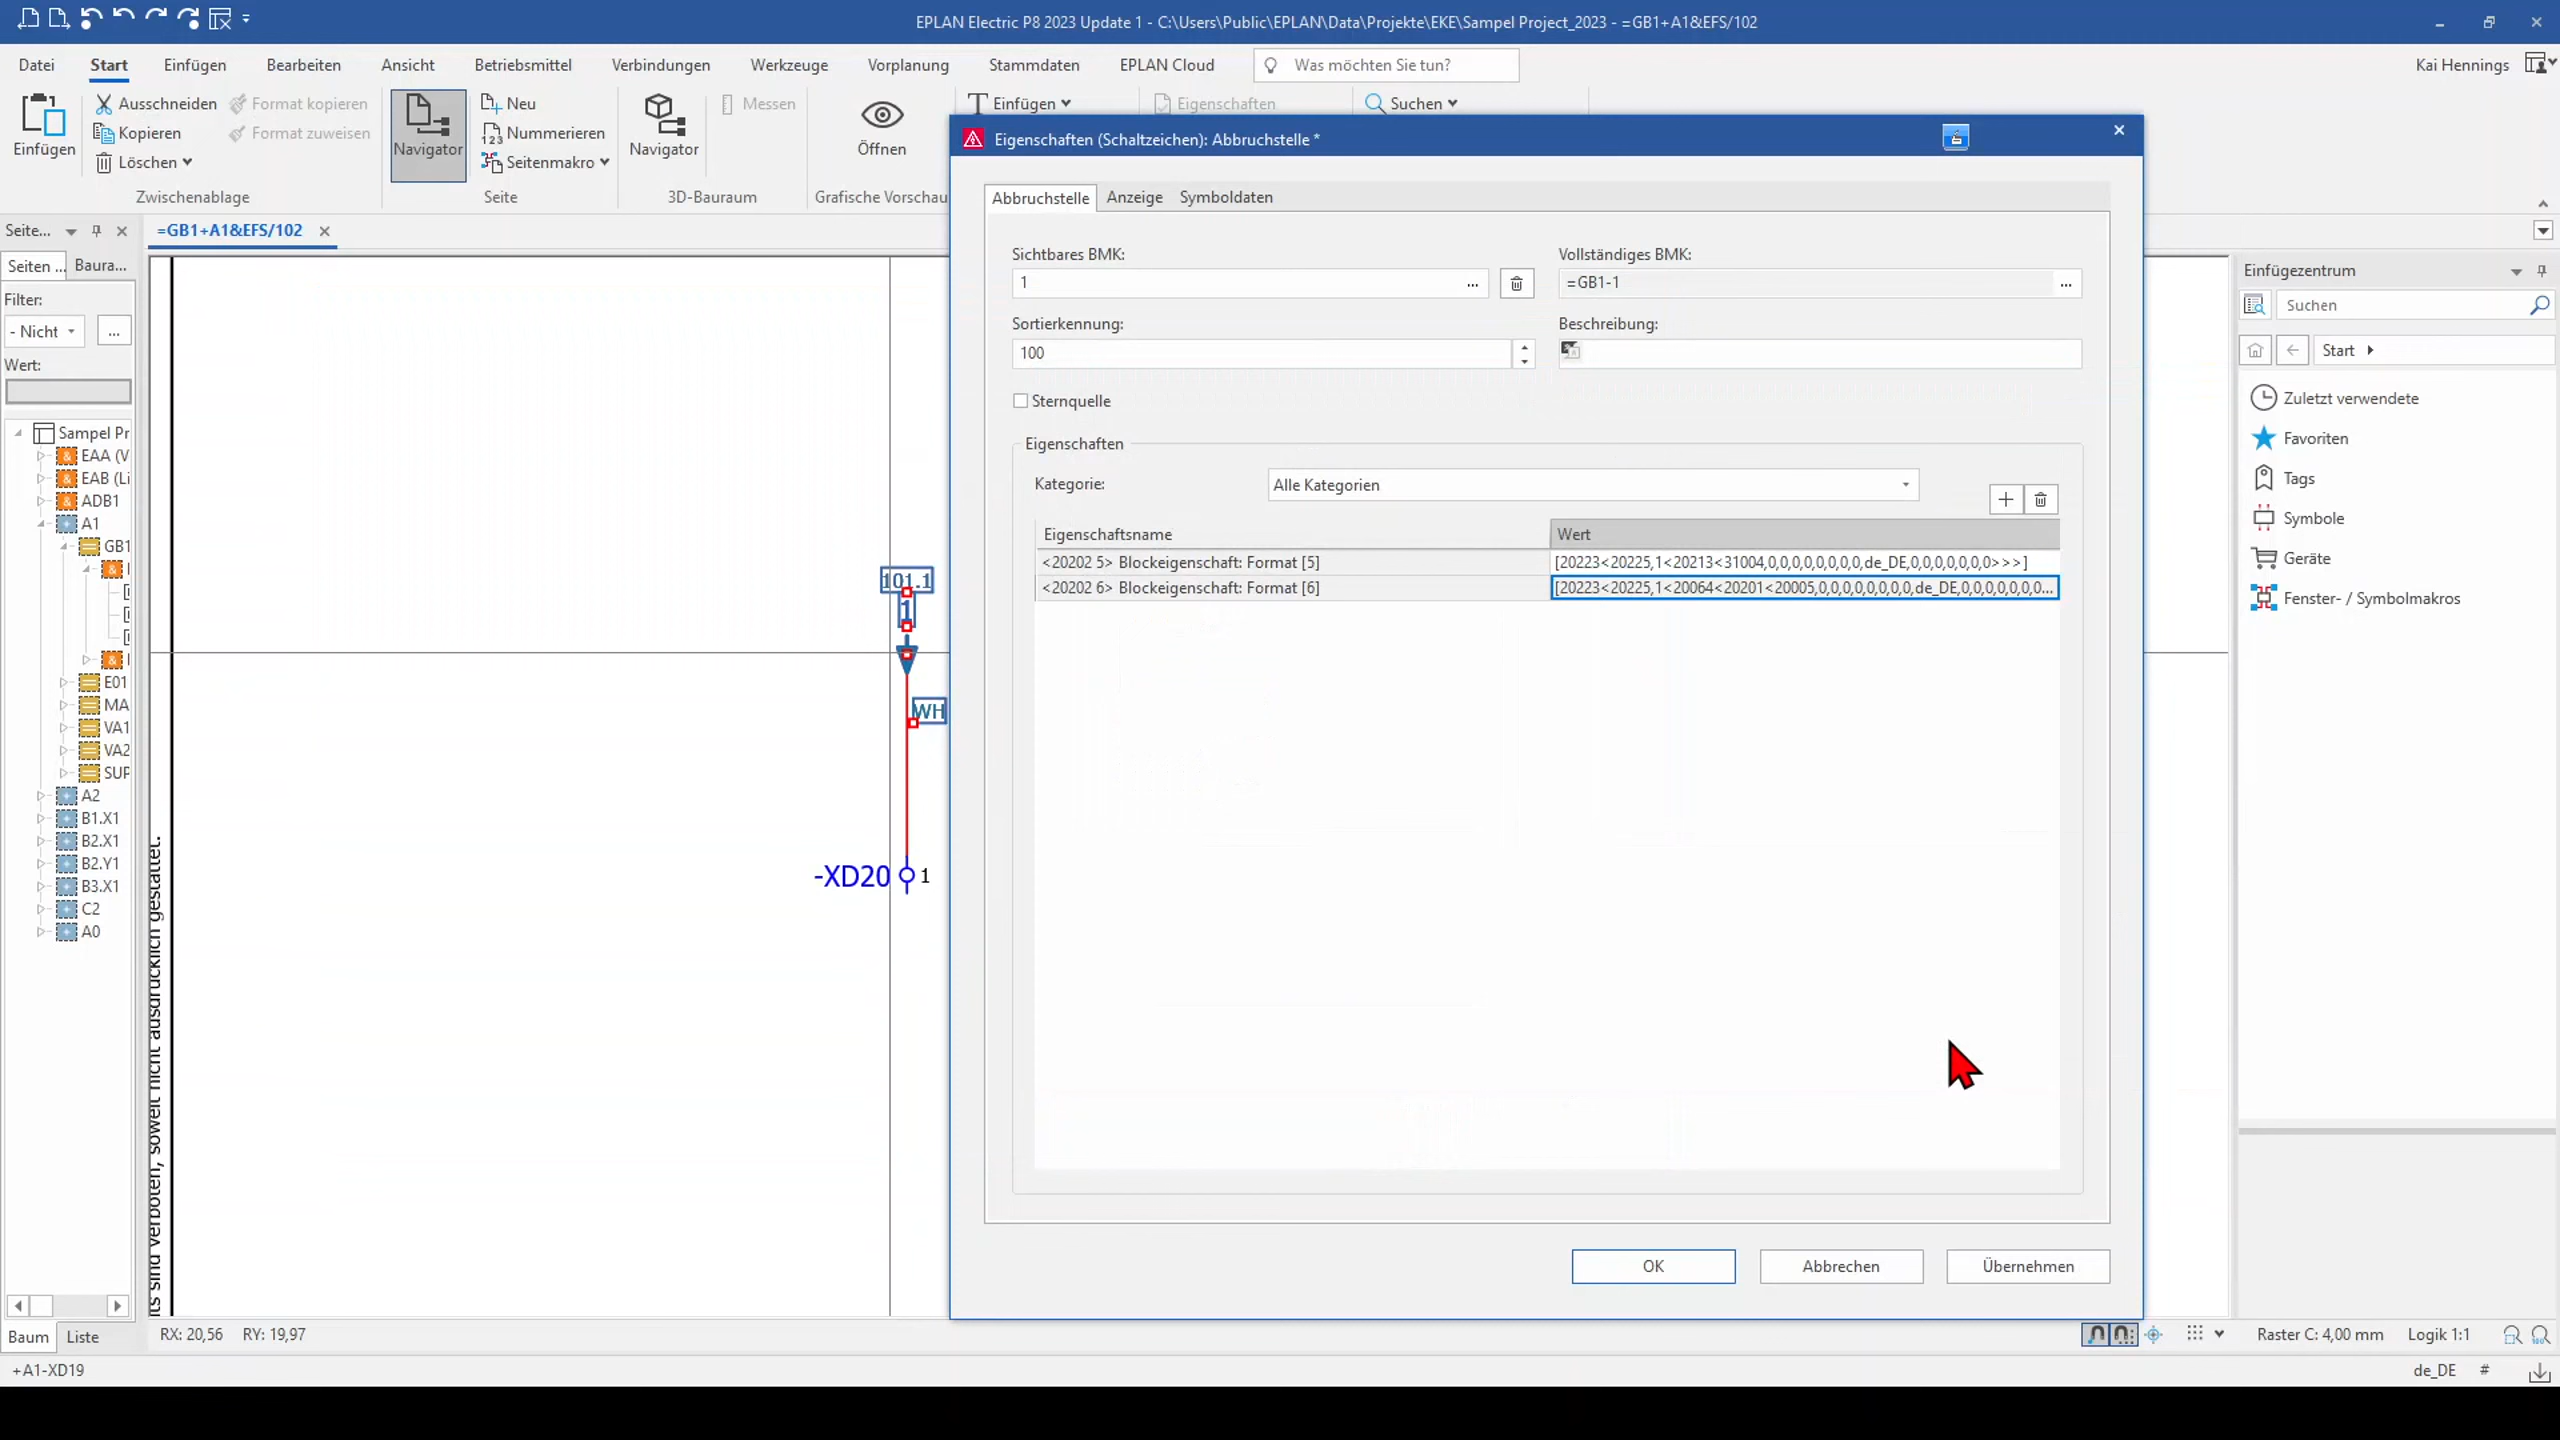 EPLAN Electric P8 2023 Update 1 - C:\Users\Public\EPLAN\Data\Projekte\EKE\Sampel Project_2023 - =GB1+A1&EFS/102
Datei Start Einfügen Bearbeiten Ansicht Betriebsmittel Verbindungen Werkzeuge Vorplanung Stammdaten EPLAN Cloud Was möchten Sie tun? Kai Hennings
Einfügen
Ausschneiden
Kopieren
Löschen
Format kopieren
Format zuweisen
Zwischenablage
Navigator
Neu
Nummerieren
Seitenmakro
Seite
Navigator
Messen
3D-Bauraum
Öffnen
Grafische Vorschau
Einfügen
Eigenschaften
Suchen
Seite...
=GB1+A1&EFS/102
Seiten ... Baura...
Filter:
- Nicht
...
Wert:
Sampel Pr
EAA (V
EAB (Li
ADB1
A1
GB1
E01
MA
VA1
VA2
SUP
A2
B1.X1
B2.X1
B2.Y1
B3.X1
C2
A0
Baum Liste
ts sind verboten, soweit nicht ausdrücklich gestattet.
101.1
1
WH
-XD20 1
Eigenschaften (Schaltzeichen): Abbruchstelle *
Abbruchstelle Anzeige Symboldaten
Sichtbares BMK: Vollständiges BMK:
1 ... =GB1-1 ...
Sortierkennung: Beschreibung:
100
Sternquelle
Eigenschaften
Kategorie: Alle Kategorien
Eigenschaftsname Wert
<20202 5> Blockeigenschaft: Format [5] [20223<20225,1<20213<31004,0,0,0,0,0,0,0,0,de_DE,0,0,0,0,0,0,0>>>]
<20202 6> Blockeigenschaft: Format [6] [20223<20225,1<20064<20201<20005,0,0,0,0,0,0,0,0,de_DE,0,0,0,0,0,0,0...
OK Abbrechen Übernehmen
Einfügezentrum
Suchen
Start
Zuletzt verwendete
Favoriten
Tags
Symbole
Geräte
Fenster- / Symbolmakros
RX: 20,56 RY: 19,97 Raster C: 4,00 mm Logik 1:1
+A1-XD19 de_DE #